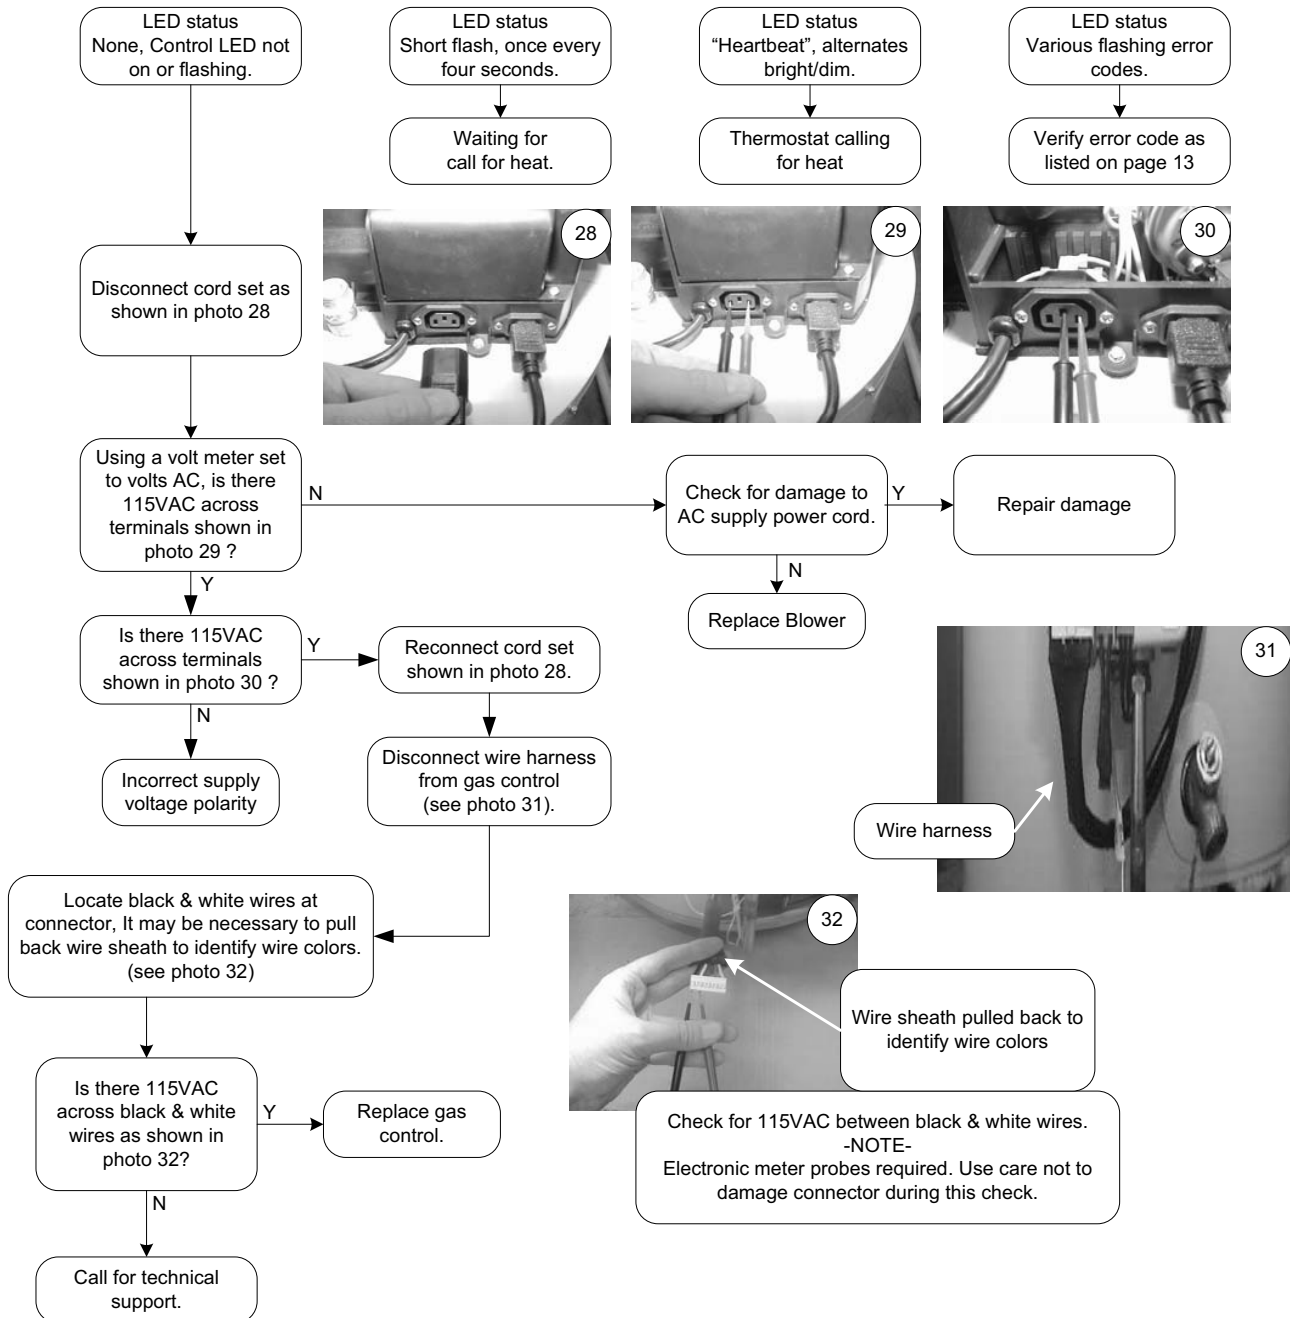 LED status
None, Control LED not
on or flashing.
LED status
Short flash, once every
four seconds.
LED status
“Heartbeat”, alternates
bright/dim.
LED status
Various flashing error
codes.
Waiting for
call for heat.
Thermostat calling
for heat
Verify error code as
listed on page 13
28
29
30
Disconnect cord set as
shown in photo 28
Using a volt meter set
to volts AC, is there
115VAC across
terminals shown in
photo 29 ?
N
Check for damage to
AC supply power cord.
Y
Repair damage
Y
N
Replace Blower
Is there 115VAC
across terminals
shown in photo 30 ?
Y
Reconnect cord set
shown in photo 28.
31
N
Incorrect supply
voltage polarity
Disconnect wire harness
from gas control
(see photo 31).
Wire harness
Locate black & white wires at
connector, It may be necessary to pull
back wire sheath to identify wire colors.
(see photo 32)
32
Wire sheath pulled back to
identify wire colors
Is there 115VAC
across black & white
wires as shown in
photo 32?
Y
Replace gas
control.
Check for 115VAC between black & white wires.
-NOTE-
Electronic meter probes required. Use care not to
damage connector during this check.
N
Call for technical
support.